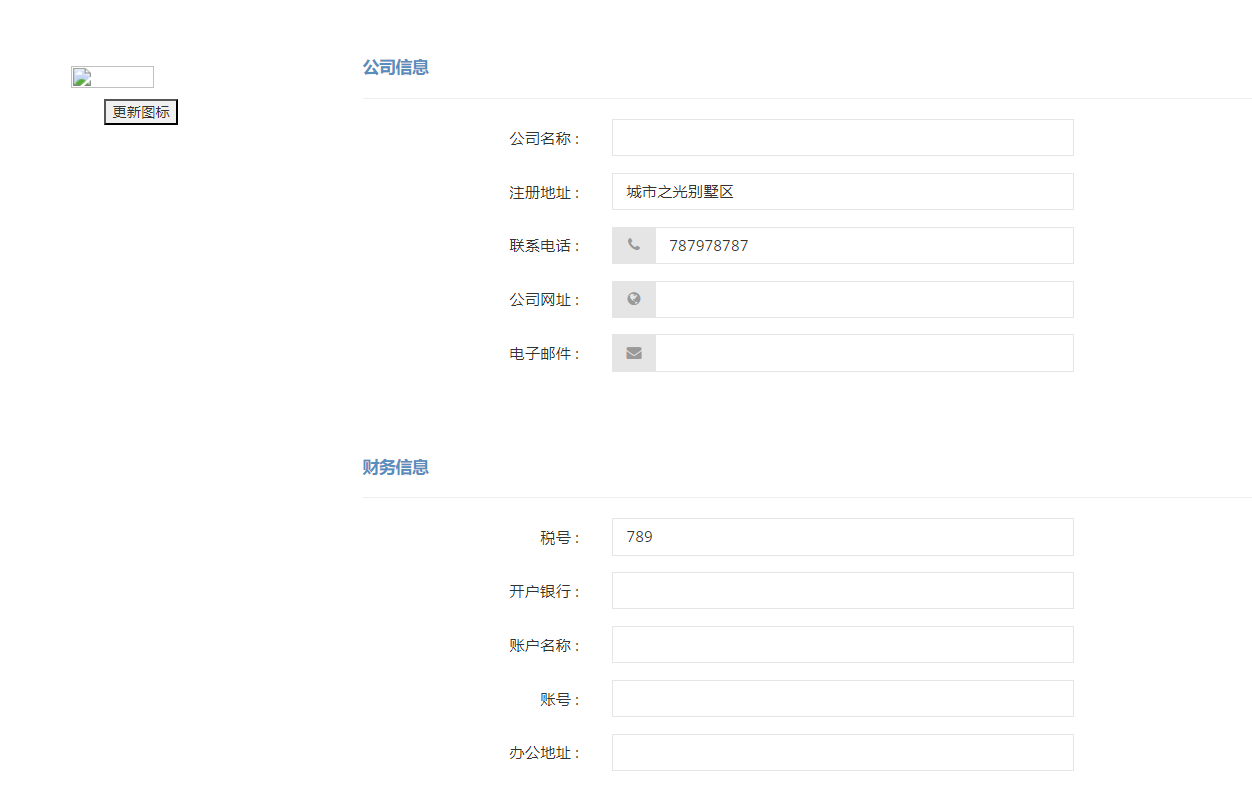 更新图标
公司信息
公司名称 :
注册地址 : 城市之光别墅区
联系电话 : 787978787
公司网址 :
电子邮件 :
财务信息
税号 : 789
开户银行 :
账户名称 :
账号 :
办公地址 :